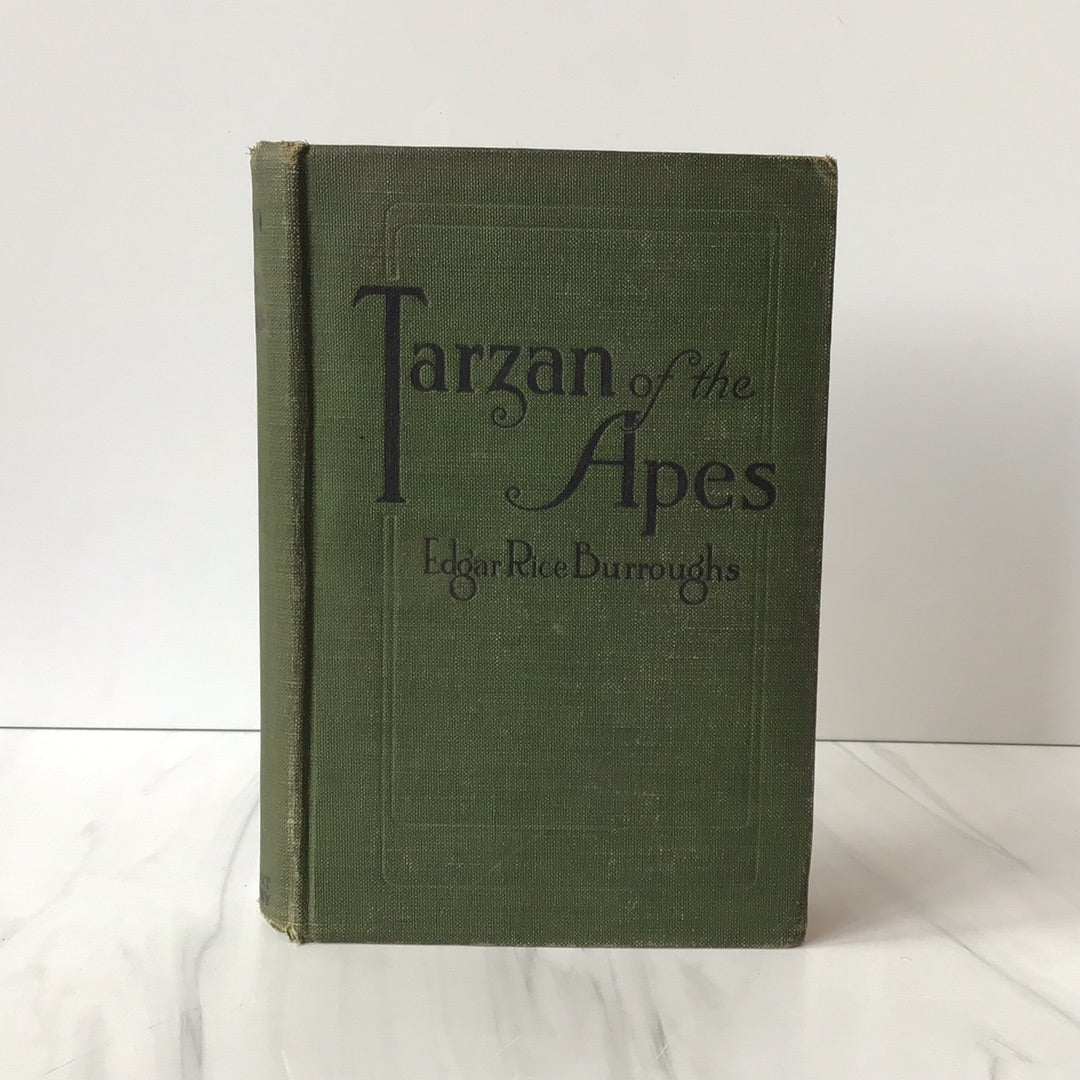 Tarzan of the
Apes
Edgar Rice Burroughs